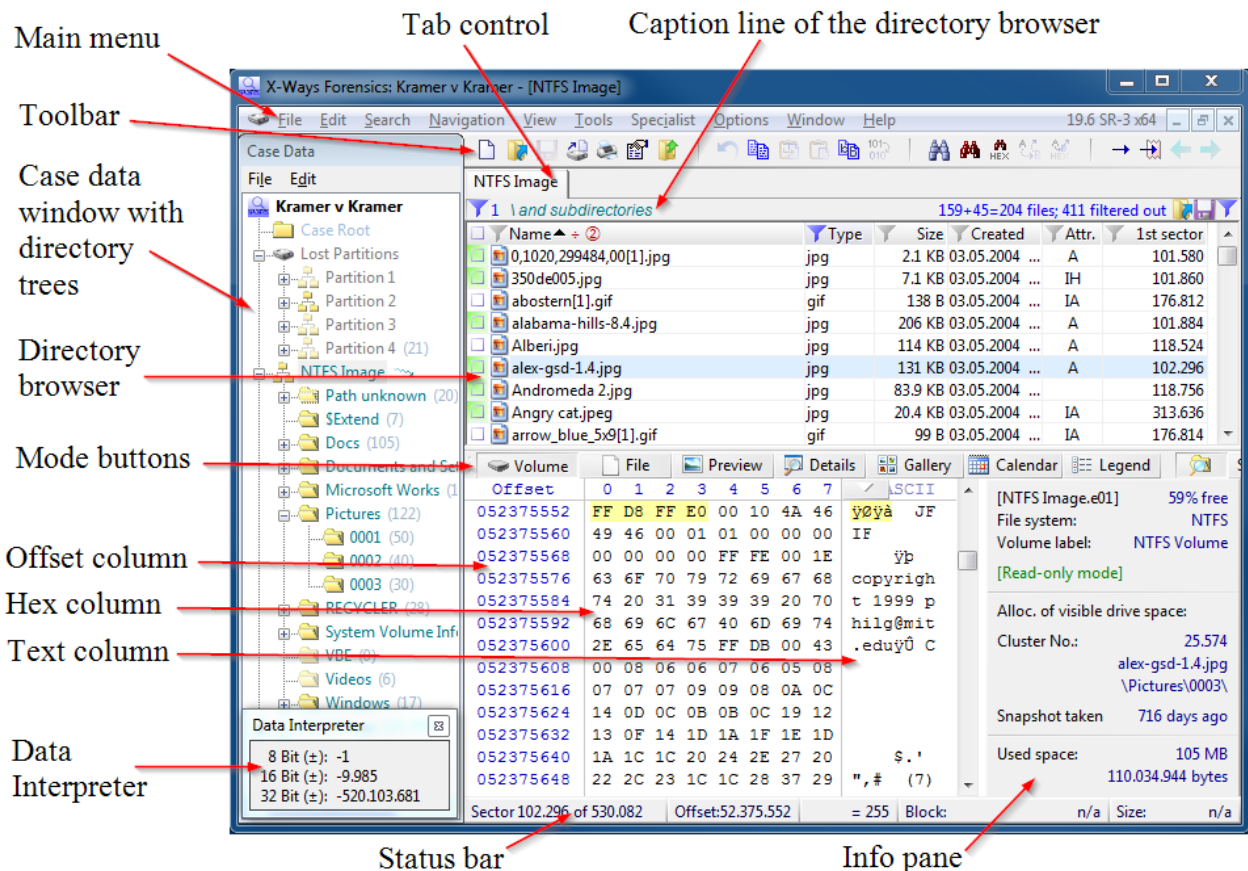 Main menu
Tab control
Caption line of the directory browser
Toolbar
Case data
window with
directory
trees
Directory
browser
Mode buttons
Offset column
Hex column
Text column
Data
Interpreter
Status bar
Info pane
X-Ways Forensics: Kramer v Kramer - [NTFS Image]
File Edit Search Navigation View Tools Specialist Options Window Help 19.6 SR-3 x64
Case Data
File Edit
Kramer v Kramer
Case Root
Lost Partitions
Partition 1
Partition 2
Partition 3
Partition 4 (21)
NTFS Image
Path unknown (20)
$Extend (7)
Docs (105)
Documents and Set
Microsoft Works (1
Pictures (122)
0001 (50)
0002 (40)
0003 (30)
RECYCLER (28)
System Volume Info
VBE (0)
Videos (6)
Windows (17)
Data Interpreter
8 Bit (±): -1
16 Bit (±): -9.985
32 Bit (±): -520.103.681
NTFS Image
1 \ and subdirectories 159+45=204 files; 411 filtered out
Name ÷ ② Type Size Created Attr. 1st sector
0,1020,299484,00[1].jpg jpg 2.1 KB 03.05.2004 ... A 101.580
350de005.jpg jpg 7.1 KB 03.05.2004 ... IH 101.860
abostern[1].gif gif 138 B 03.05.2004 ... IA 176.812
alabama-hills-8.4.jpg jpg 206 KB 03.05.2004 ... A 101.884
Alberi.jpg jpg 114 KB 03.05.2004 ... A 118.524
alex-gsd-1.4.jpg jpg 131 KB 03.05.2004 ... A 102.296
Andromeda 2.jpg jpg 83.9 KB 03.05.2004 ... 118.756
Angry cat.jpeg jpg 20.4 KB 03.05.2004 ... IA 313.636
arrow_blue_5x9[1].gif gif 99 B 03.05.2004 ... IA 176.814
Volume File Preview Details Gallery Calendar Legend
Offset 0 1 2 3 4 5 6 7 ASCII
052375552 FF D8 FF E0 00 10 4A 46 ÿØÿà JF
052375560 49 46 00 01 01 00 00 00 IF
052375568 00 00 00 00 FF FE 00 1E ÿþ
052375576 63 6F 70 79 72 69 67 68 copyrigh
052375584 74 20 31 39 39 39 20 70 t 1999 p
052375592 68 69 6C 67 40 6D 69 74 hilg@mit
052375600 2E 65 64 75 FF DB 00 43 .eduÿÛ C
052375608 00 08 06 06 07 06 05 08
052375616 07 07 07 09 09 08 0A 0C
052375624 14 0D 0C 0B 0B 0C 19 12
052375632 13 0F 14 1D 1A 1F 1E 1D
052375640 1A 1C 1C 20 24 2E 27 20 $.'
052375648 22 2C 23 1C 1C 28 37 29 ",# (7)
[NTFS Image.e01] 59% free
File system: NTFS
Volume label: NTFS Volume
[Read-only mode]
Alloc. of visible drive space:
Cluster No.: 25.574
alex-gsd-1.4.jpg
\Pictures\0003\
Snapshot taken 716 days ago
Used space: 105 MB
110.034.944 bytes
Sector 102.296 of 530.082 Offset:52.375.552 = 255 Block: n/a Size: n/a